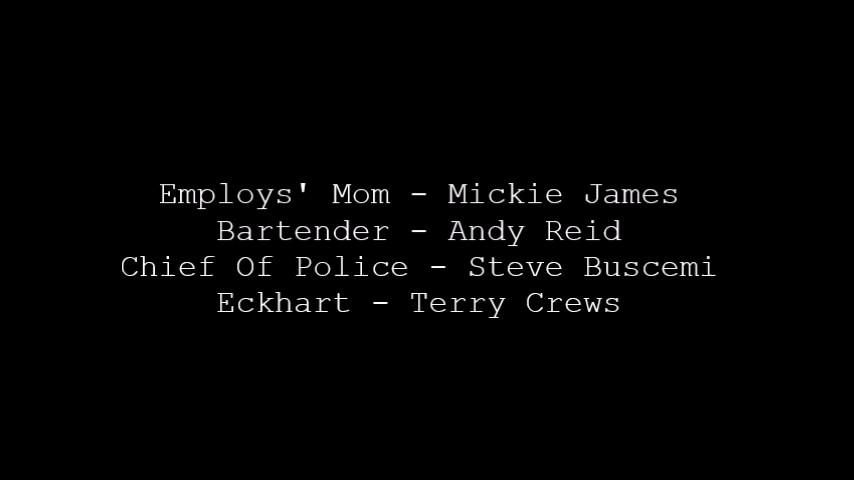 Employs' Mom - Mickie James
Bartender - Andy Reid
Chief Of Police - Steve Buscemi
Eckhart - Terry Crews